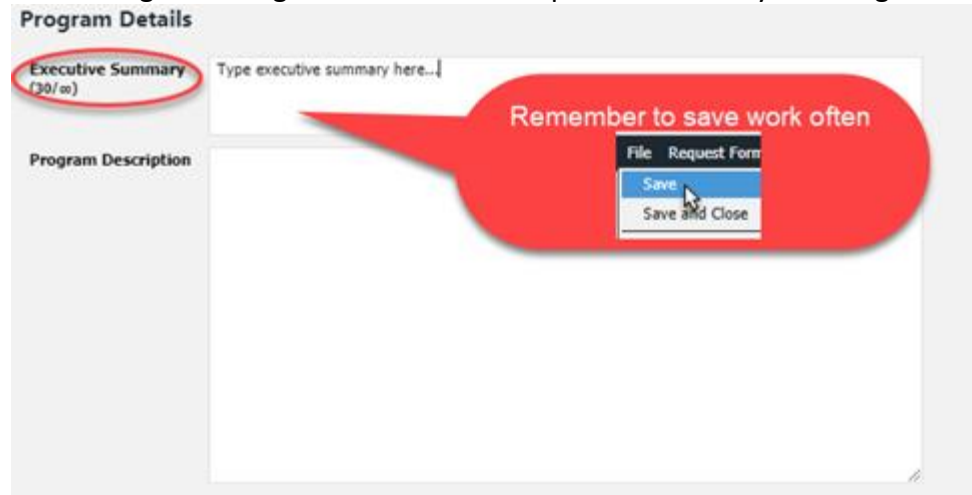 Program Details
Executive Summary Type executive summary here...
(30/∞)
Remember to save work often
File Request Form
Save
Save and Close
Program Description